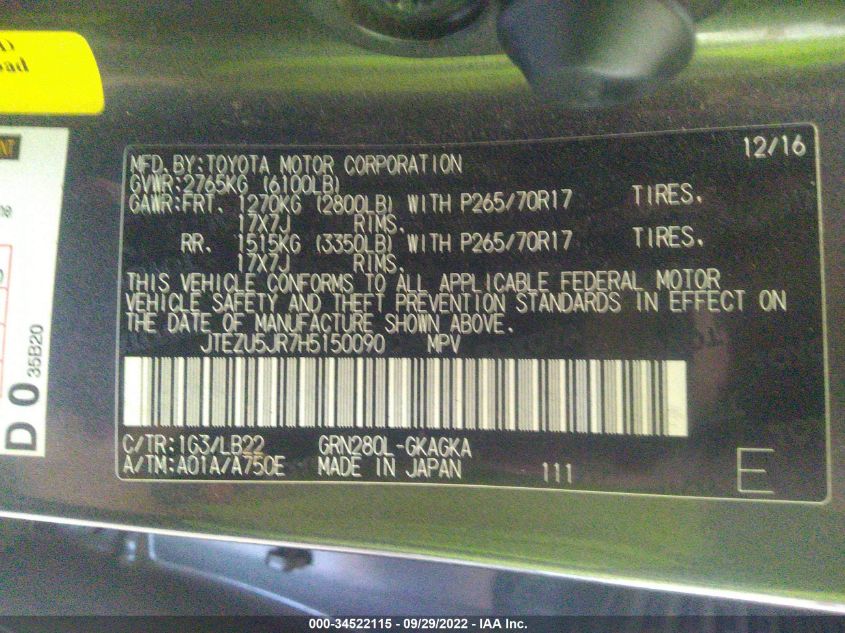 ad
NT
ne
D O 35B20
12/16
MFD.BY:TOYOTA MOTOR CORPORATION
GVWR:2765KG (6100LB)
GAWR:FRT. 1270KG (2800LB) WITH P265/70R17 TIRES.
17X7J RIMS.
RR. 1515KG (3350LB) WITH P265/70R17 TIRES.
17X7J RIMS.
THIS VEHICLE CONFORMS TO ALL APPLICABLE FEDERAL MOTOR
VEHICLE SAFETY AND THEFT PREVENTION STANDARDS IN EFFECT ON
THE DATE OF MANUFACTURE SHOWN ABOVE.
JTEZU5JR7H5150090 MPV
C/TR:1G3/LB22 GRN280L-GKAGKA
A/TM:A01A/A750E MADE IN JAPAN 111 E
000-34522115 - 09/29/2022 - IAA Inc.